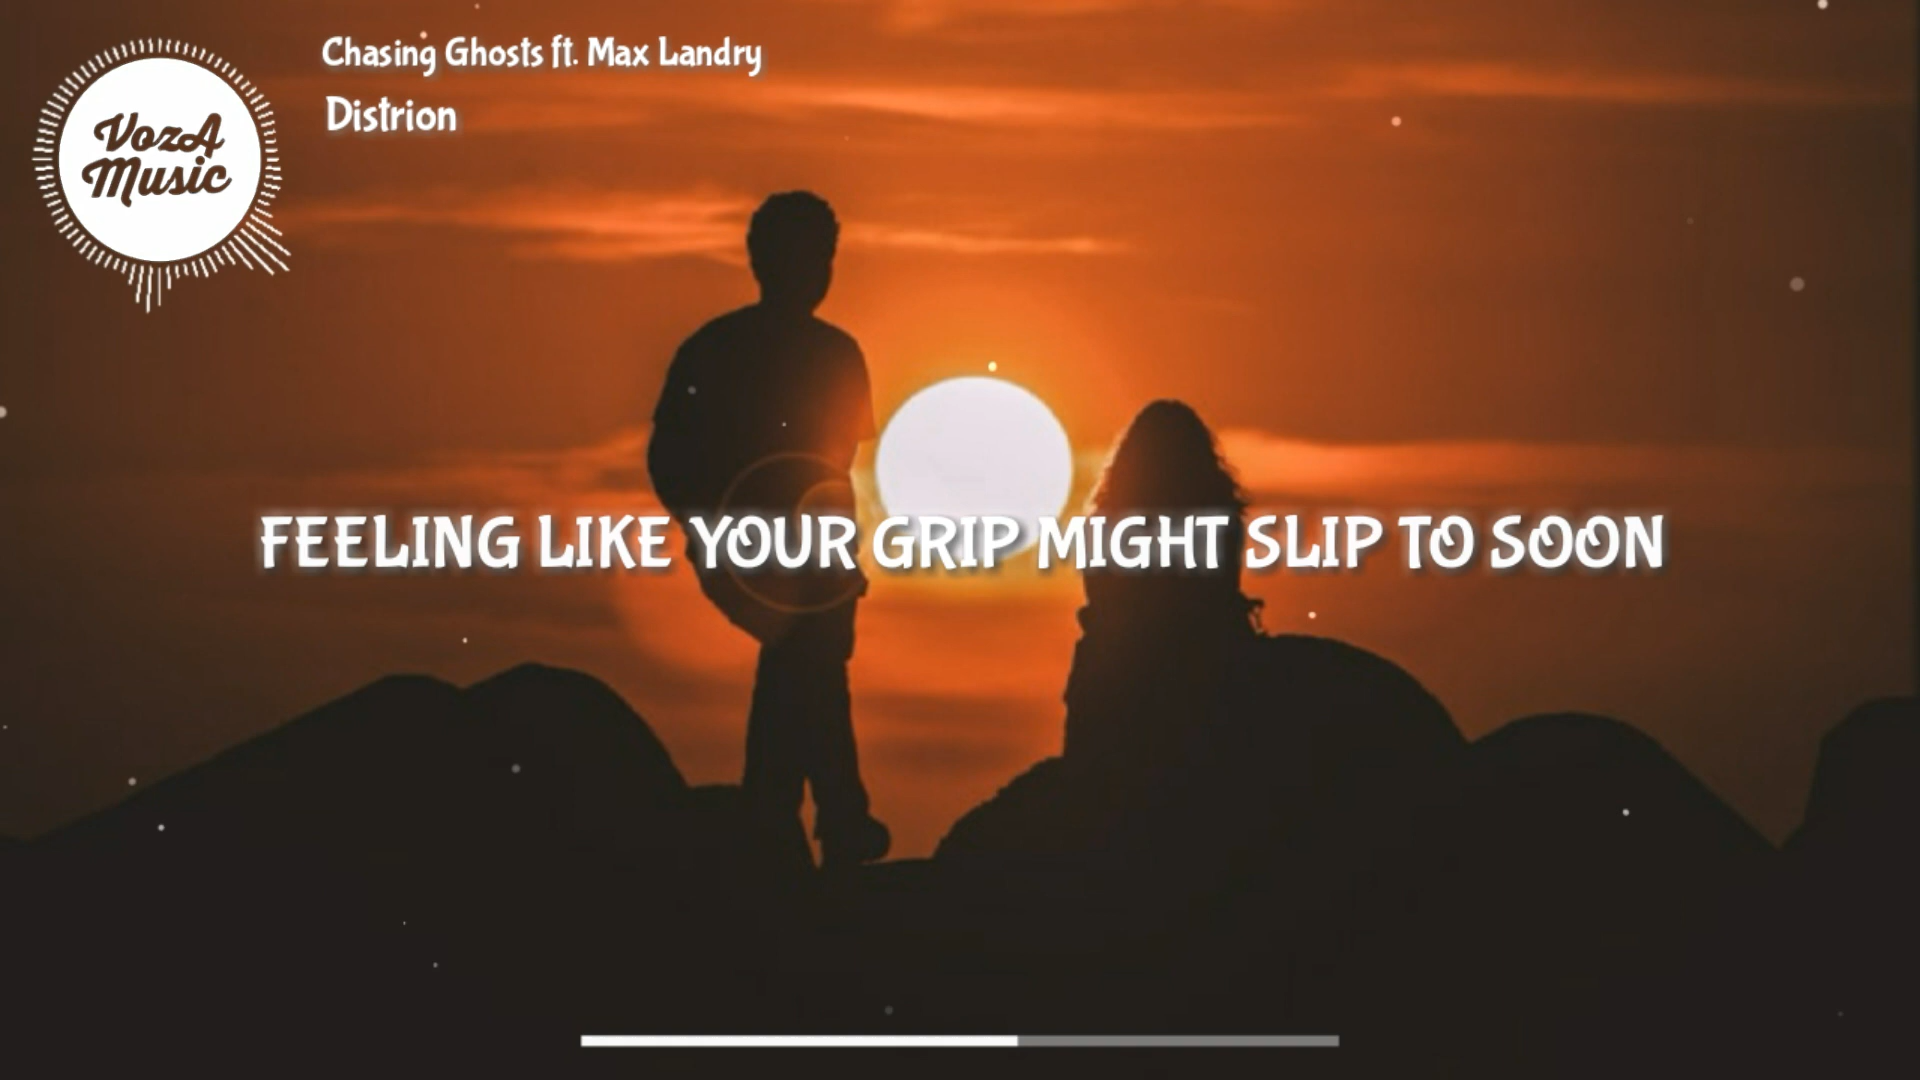 Chasing Ghosts ft. Max Landry
Distrion
VozA
Music
FEELING LIKE YOUR GRIP MIGHT SLIP TO SOON